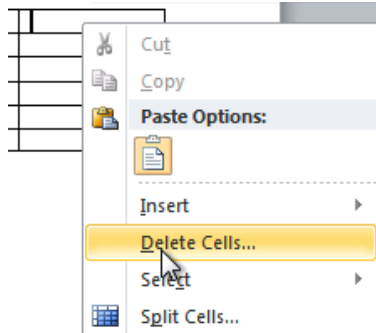 Cut
Copy
Paste Options:
Insert
Delete Cells...
Select
Split Cells...